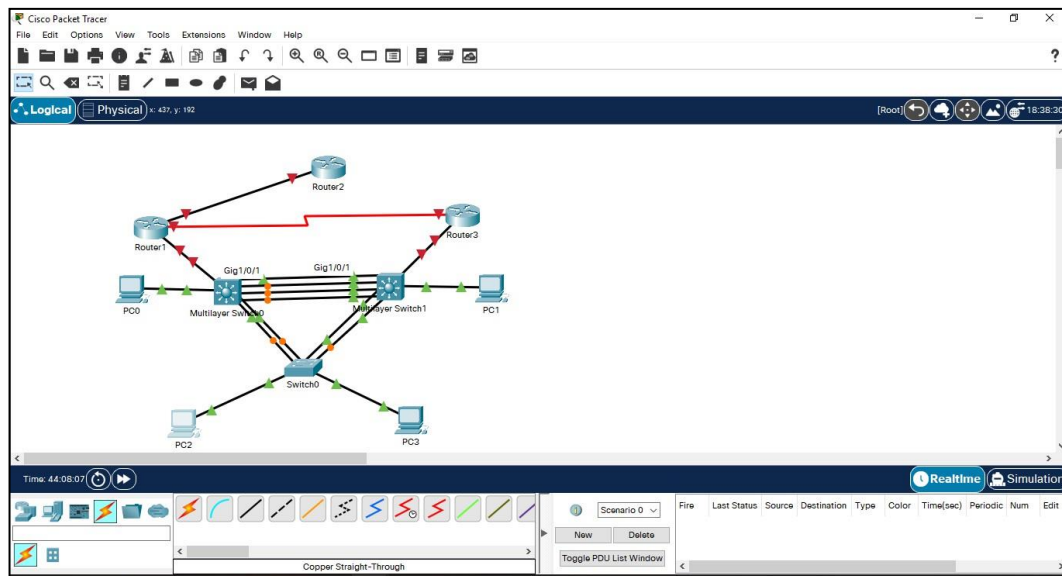 Cisco Packet Tracer
File Edit Options View Tools Extensions Window Help
?
Logical Physical x: 437, y: 192 [Root] 18:38:30
Router2
Router1
Router3
Gig1/0/1 Gig1/0/1
PC0
Multilayer Switch0
Multilayer Switch1
PC1
Switch0
PC2
PC3
Time: 44:08:07 Realtime Simulation
Scenario 0
New Delete
Toggle PDU List Window
Fire Last Status Source Destination Type Color Time(sec) Periodic Num Edit
Copper Straight-Through